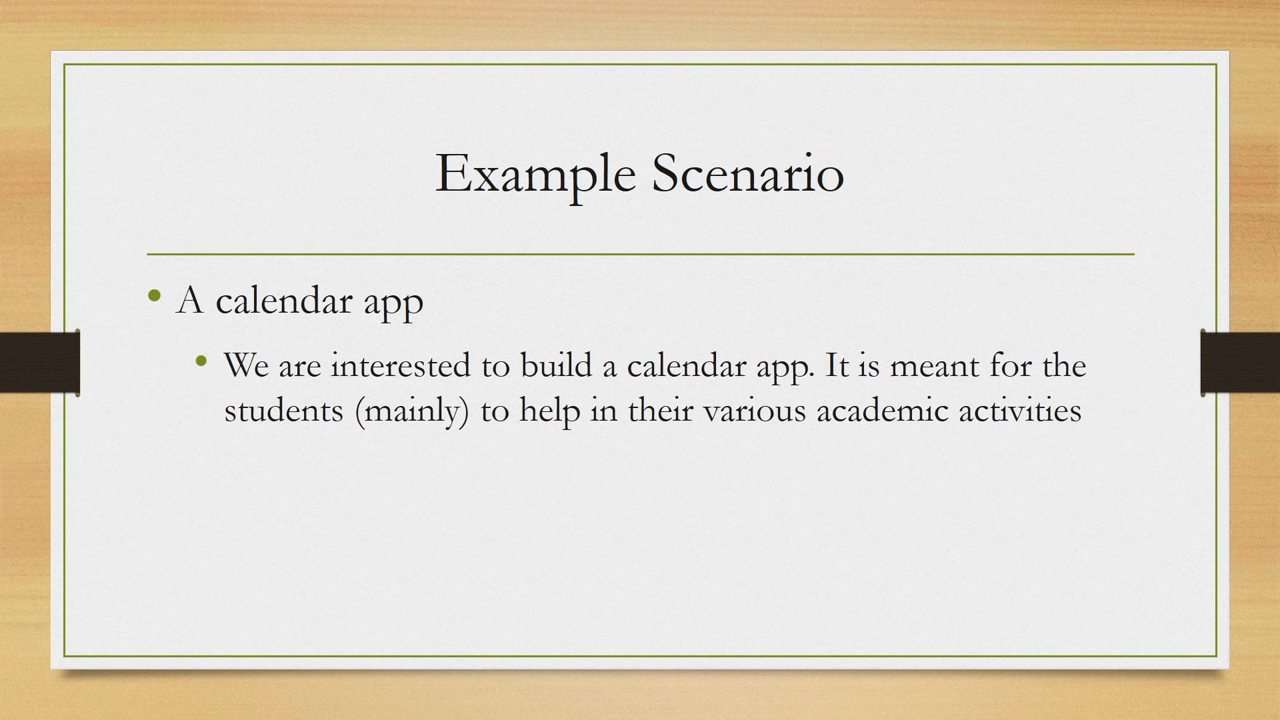 Example Scenario
• A calendar app
• We are interested to build a calendar app. It is meant for the
students (mainly) to help in their various academic activities